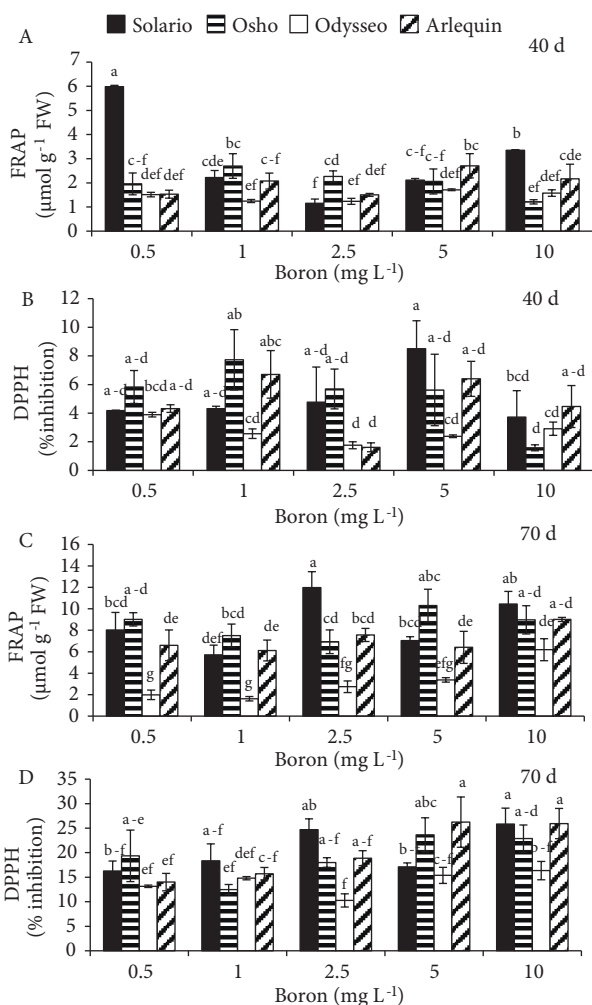 Solario Osho Odysseo Arlequin
A 40 d
FRAP
(µmol g-1 FW)
7
6
5
4
3
2
1
0
a
c-f
def
def
cde
bc
ef
c-f
f
cd
ef
def
c-f
c-f
def
bc
b
ef
def
cde
0.5 1 2.5 5 10
Boron (mg L-1)
B 40 d
DPPH
(%inhibition)
12
10
8
6
4
2
0
a-d
a-d
bcd
a-d
a-d
ab
cd
abc
a-d
a-d
d
d
a
a-d
cd
a-d
bcd
d
cd
a-d
0.5 1 2.5 5 10
Boron (mg L-1)
C 70 d
FRAP
(µmol g-1 FW)
16
14
12
10
8
6
4
2
0
bcd
a-d
g
de
def
bcd
g
de
a
cd
fg
bcd
bcd
abc
efg
de
ab
a-d
de
a-d
0.5 1 2.5 5 10
Boron (mg L-1)
D 70 d
DPPH
(% inhibition)
35
30
25
20
15
10
5
0
b-f
a-e
ef
ef
a-f
ef
def
c-f
ab
a-f
f
a-f
b-f
abc
c-f
a
a
a-d
b-f
a
0.5 1 2.5 5 10
Boron (mg L-1)